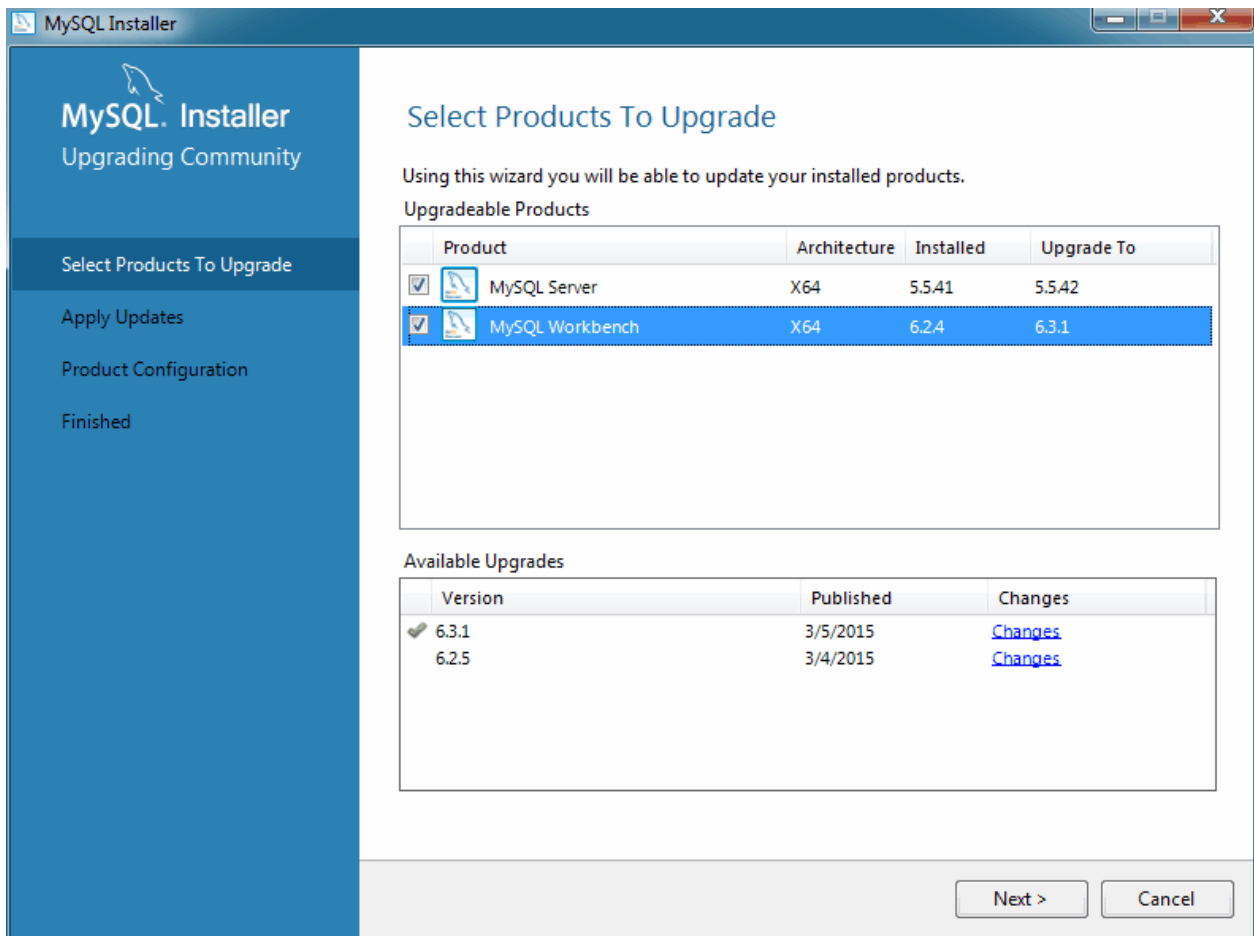 MySQL Installer
MySQL. Installer
Upgrading Community
Select Products To Upgrade
Apply Updates
Product Configuration
Finished
Select Products To Upgrade
Using this wizard you will be able to update your installed products.
Upgradeable Products
Product Architecture Installed Upgrade To
MySQL Server X64 5.5.41 5.5.42
MySQL Workbench X64 6.2.4 6.3.1
Available Upgrades
Version Published Changes
6.3.1 3/5/2015 Changes
6.2.5 3/4/2015 Changes
Next > Cancel